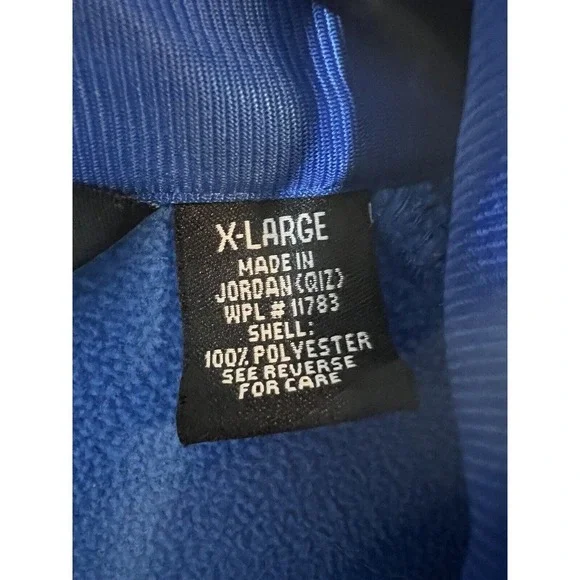 X-LARGE
MADE IN
JORDAN(QIZ)
WPL # 11783
SHELL:
100% POLYESTER
SEE REVERSE
FOR CARE